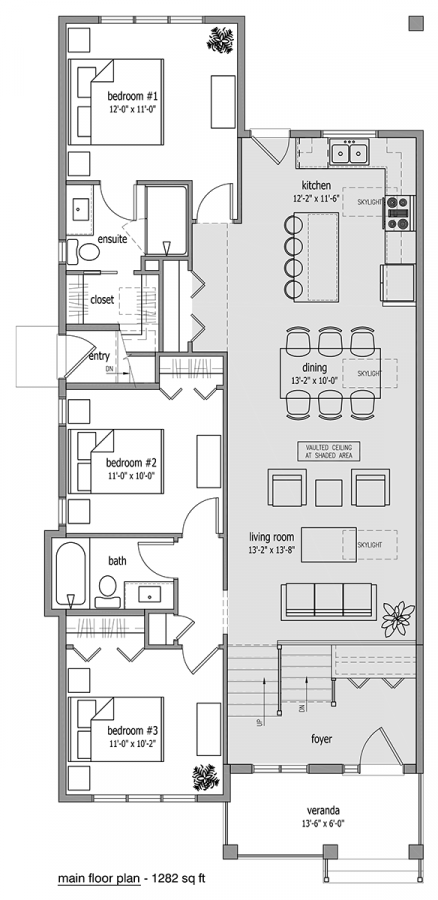 bedroom #1
12'-0" x 11'-0"
kitchen
12'-2" x 11'-6"
SKYLIGHT
ensuite
closet
entry
DN
dining
13'-2" x 10'-0"
SKYLIGHT
VAULTED CEILING
AT SHADED AREA
bedroom #2
11'-0" x 10'-0"
living room
13'-2" x 13'-8"
SKYLIGHT
bath
UP
DN
bedroom #3
11'-0" x 10'-2"
foyer
veranda
13'-6" x 6'-0"
main floor plan - 1282 sq ft